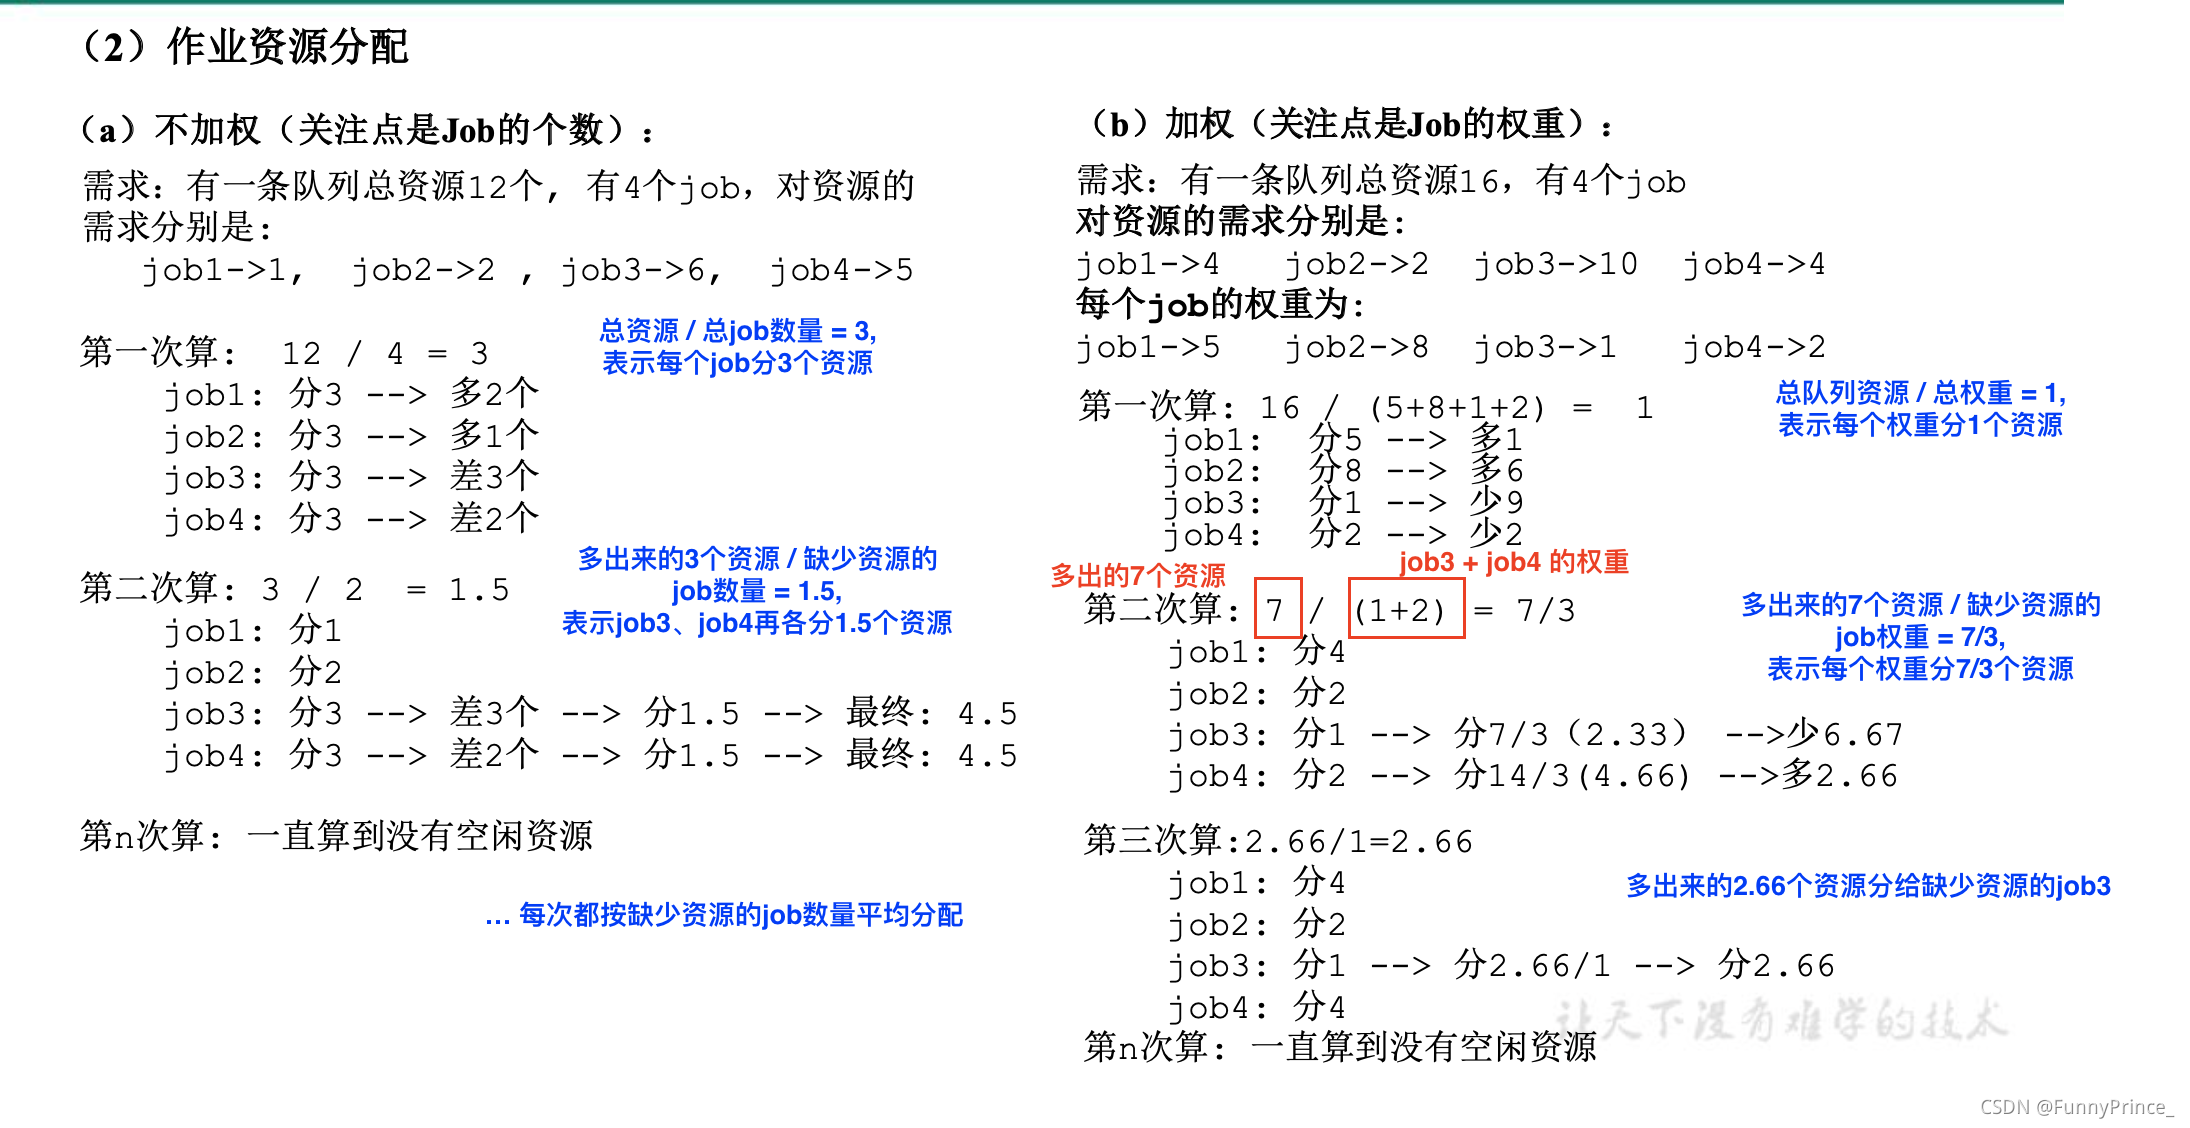 （2）作业资源分配
（a）不加权（关注点是Job的个数）：
需求：有一条队列总资源12个, 有4个job，对资源的
需求分别是:
job1->1,  job2->2 , job3->6,  job4->5
第一次算:  12 / 4 = 3
总资源 / 总job数量 = 3,
表示每个job分3个资源
job1: 分3 --> 多2个
job2: 分3 --> 多1个
job3: 分3 --> 差3个
job4: 分3 --> 差2个
第二次算: 3 / 2  = 1.5
多出来的3个资源 / 缺少资源的
job数量 = 1.5,
表示job3、job4再各分1.5个资源
job1: 分1
job2: 分2
job3: 分3 --> 差3个 --> 分1.5 --> 最终: 4.5
job4: 分3 --> 差2个 --> 分1.5 --> 最终: 4.5
第n次算: 一直算到没有空闲资源
... 每次都按缺少资源的job数量平均分配
（b）加权（关注点是Job的权重）：
需求：有一条队列总资源16，有4个job
对资源的需求分别是:
job1->4   job2->2  job3->10  job4->4
每个job的权重为:
job1->5   job2->8  job3->1   job4->2
第一次算: 16 / (5+8+1+2) =  1
总队列资源 / 总权重 = 1,
表示每个权重分1个资源
job1:  分5 --> 多1
job2:  分8 --> 多6
job3:  分1 --> 少9
job4:  分2 --> 少2
多出的7个资源
job3 + job4 的权重
第二次算: 7 / (1+2) = 7/3
多出来的7个资源 / 缺少资源的
job权重 = 7/3,
表示每个权重分7/3个资源
job1: 分4
job2: 分2
job3: 分1 --> 分7/3（2.33） -->少6.67
job4: 分2 --> 分14/3(4.66) -->多2.66
第三次算:2.66/1=2.66
多出来的2.66个资源分给缺少资源的job3
job1: 分4
job2: 分2
job3: 分1 --> 分2.66/1 --> 分2.66
job4: 分4
让天下没有难学的技术
第n次算: 一直算到没有空闲资源
CSDN @FunnyPrince_